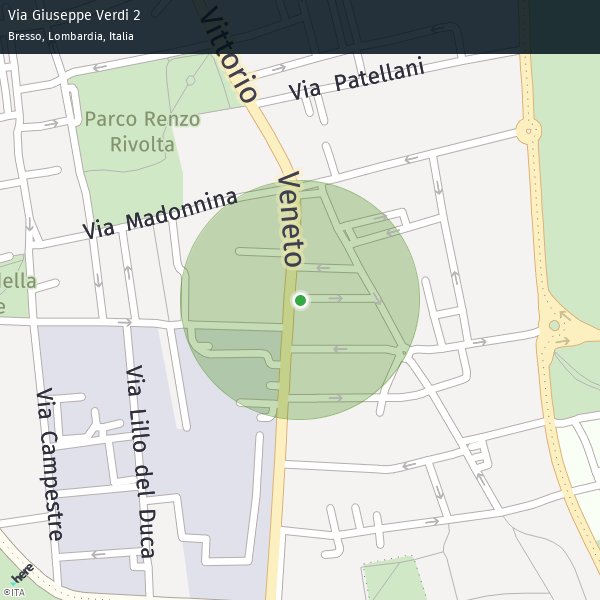 Via Giuseppe Verdi 2
Bresso, Lombardia, Italia
Vittorio
Via Patellani
Parco Renzo
Rivolta
Veneto
Via Madonnina
della
e
Via Campestre
Via Lillo del Duca
here
©ITA